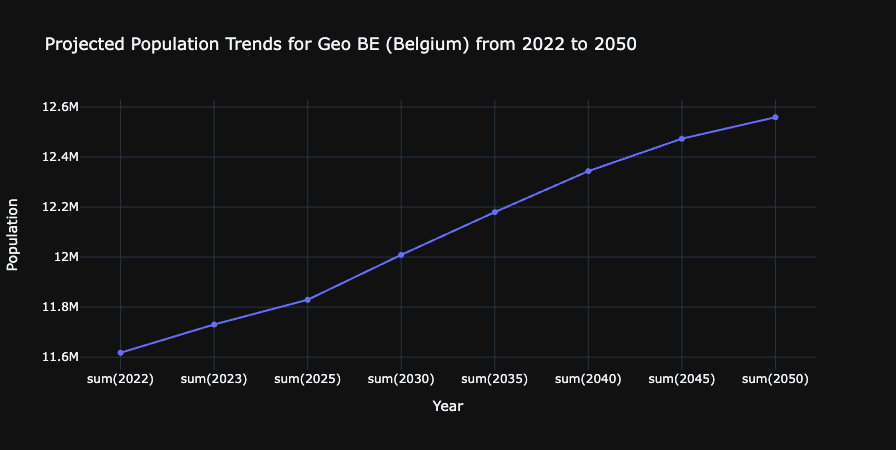 Projected Population Trends for Geo BE (Belgium) from 2022 to 2050
12.6M
12.4M
12.2M
12M
11.8M
11.6M
Population
sum(2022) sum(2023) sum(2025) sum(2030) sum(2035) sum(2040) sum(2045) sum(2050)
Year